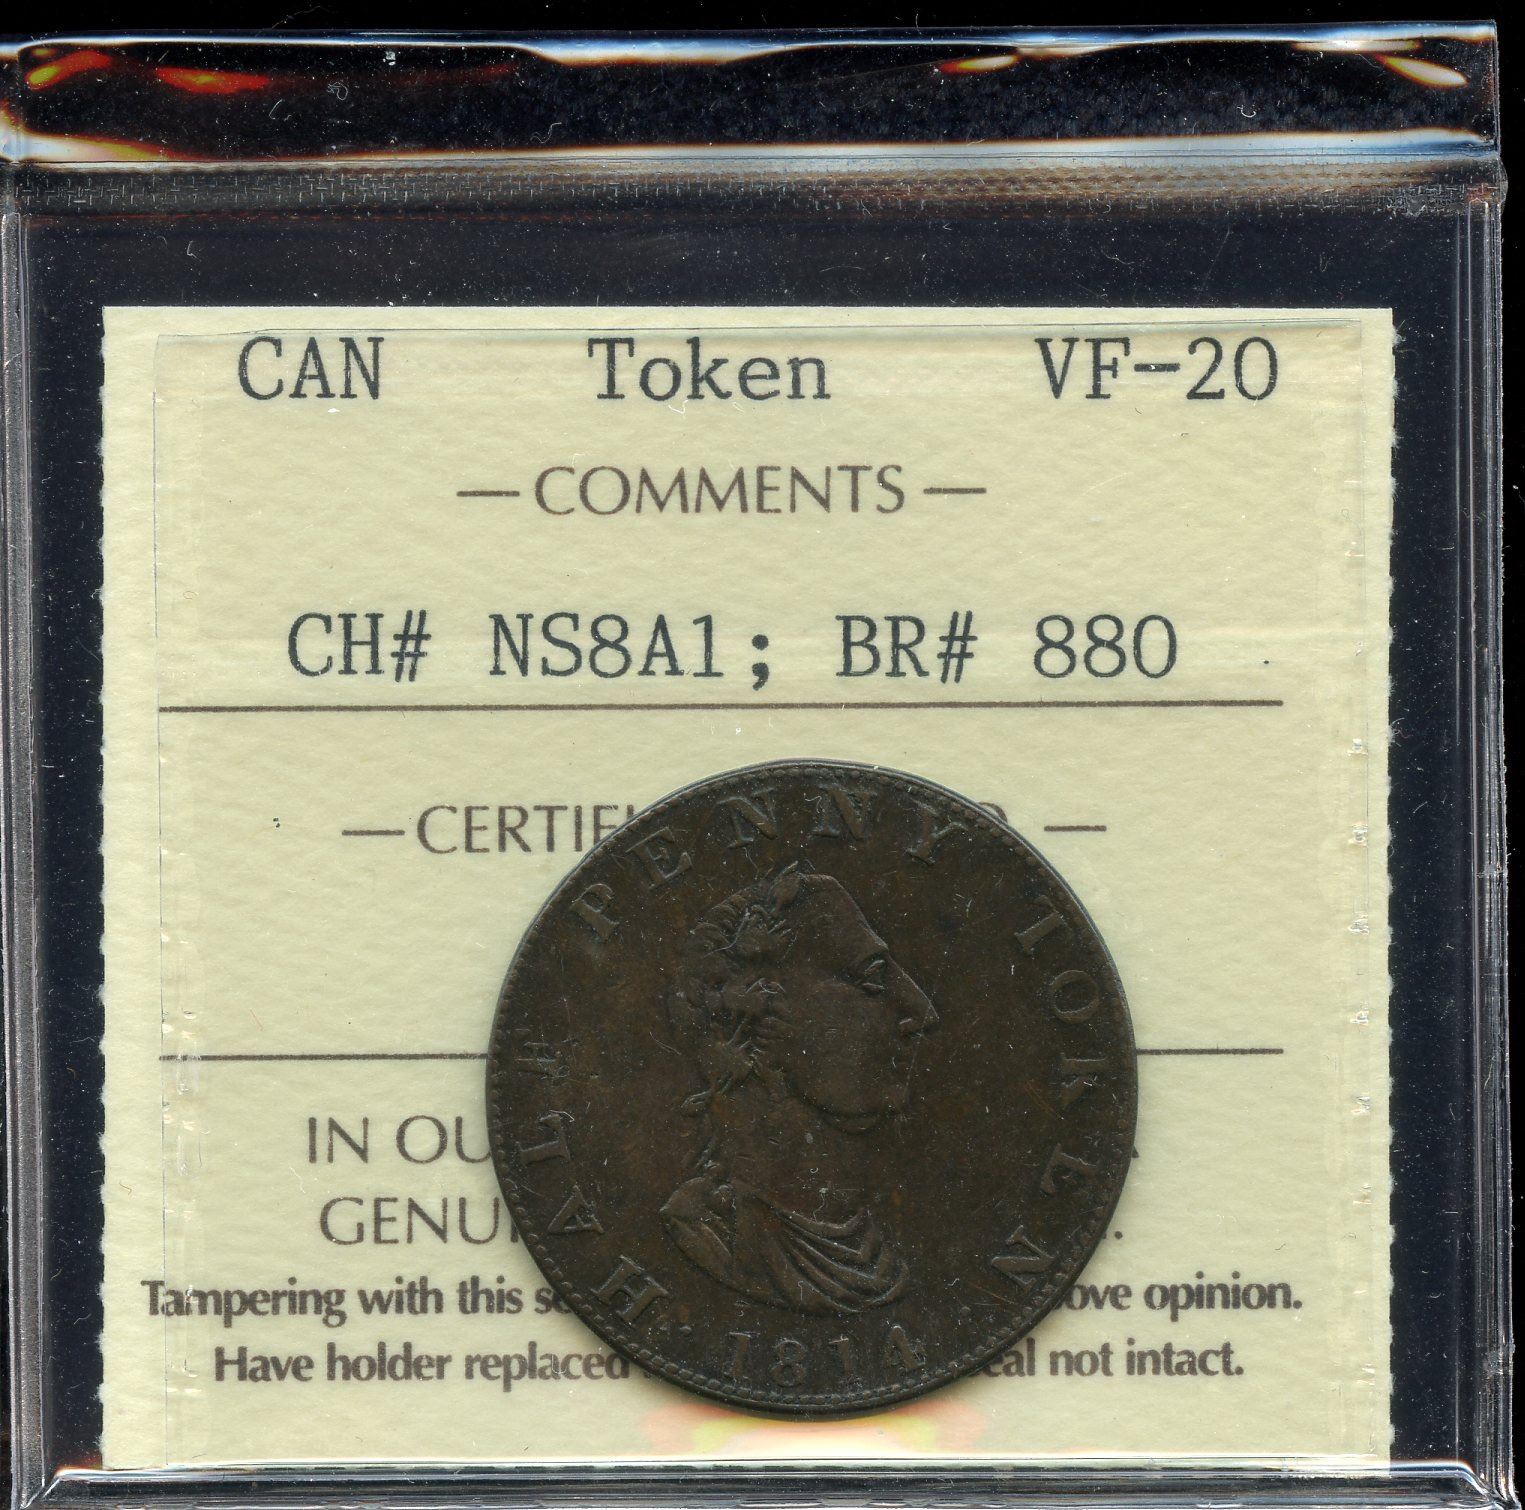 CAN Token VF-20
— COMMENTS —
CH# NS8A1; BR# 880
— CERTIFI
HALF PENNY TOKEN
1814
IN OU
GENUI
Tampering with this se ove opinion.
Have holder replaced eal not intact.